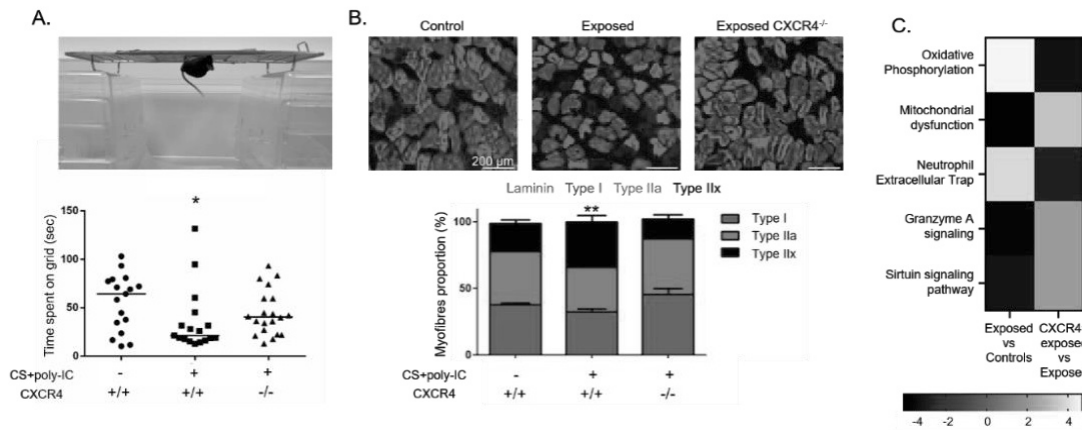 A.
Time spent on grid (sec)
150
100
50
0
CS+poly-IC - + +
CXCR4 +/+ +/+ -/-
*
B.
Control Exposed Exposed CXCR4-/-
200 µm
Laminin Type I Type IIa Type IIx
Myofibres proportion (%)
100
50
0
**
Type I
Type IIa
Type IIx
CS+poly-IC - + +
CXCR4 +/+ +/+ -/-
C.
Oxidative
Phosphorylation
Mitochondrial
dysfunction
Neutrophil
Extracellular Trap
Granzyme A
signaling
Sirtuin signaling
pathway
Exposed
vs
Controls
CXCR4
exposed
vs
Expose
-4 -2 0 2 4